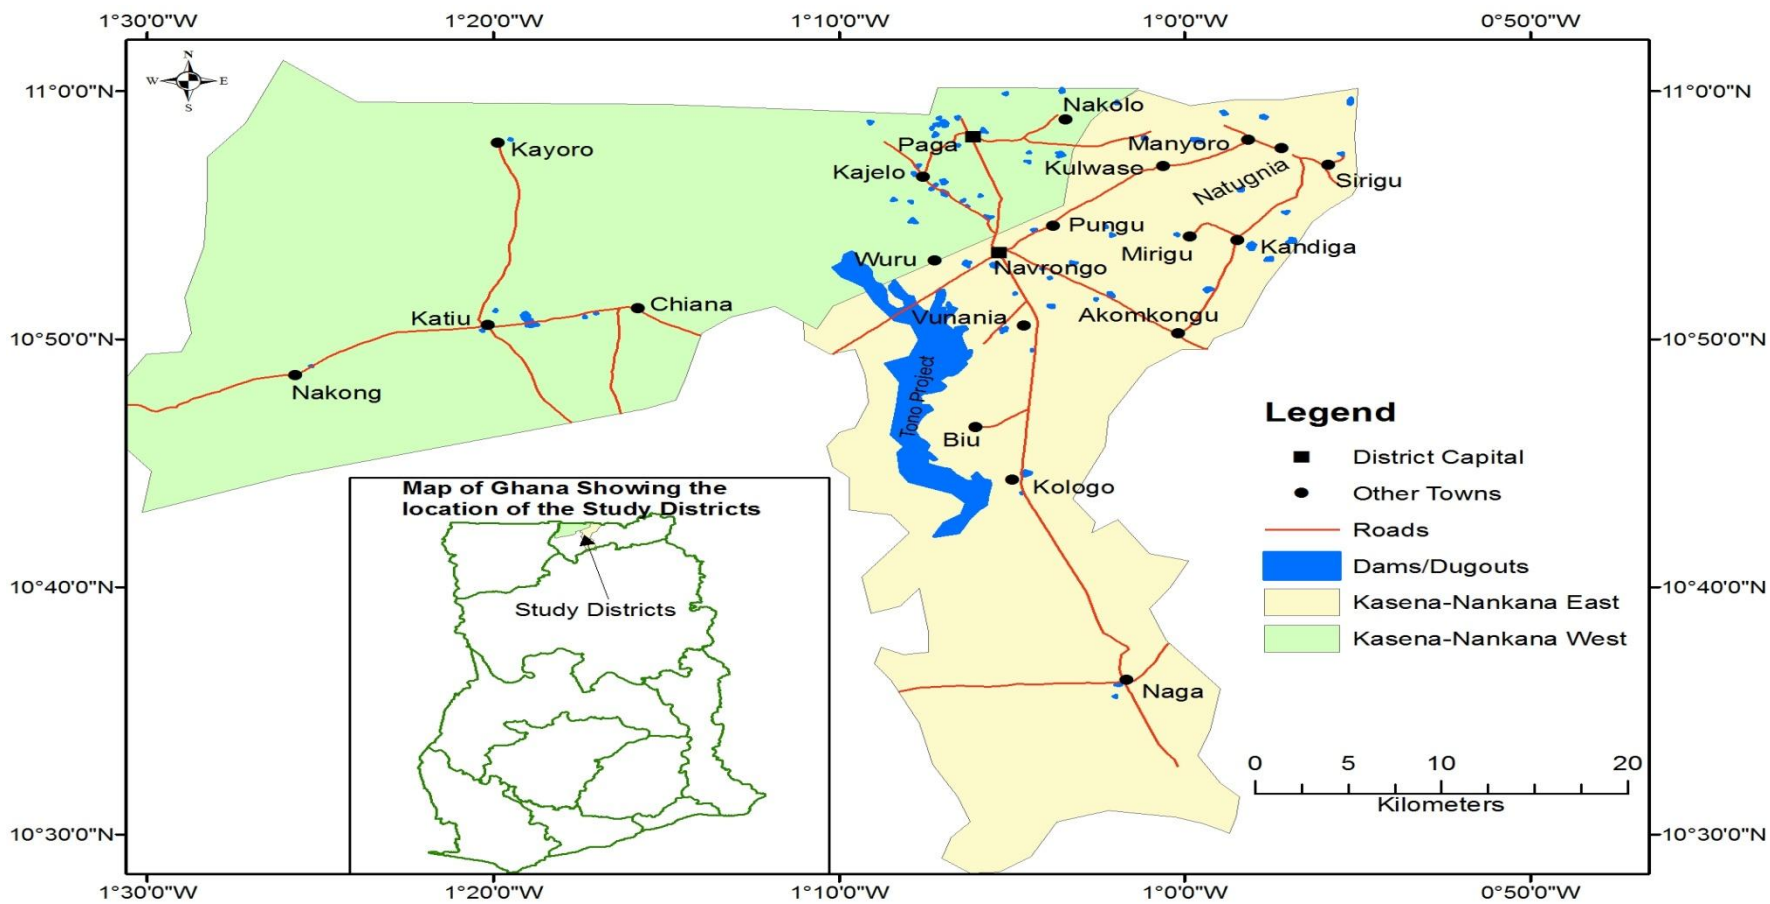 1°30'0"W 1°20'0"W 1°10'0"W 1°0'0"W 0°50'0"W
N
W E
S
11°0'0"N 11°0'0"N
Nakolo
Paga
Manyoro
Kayoro
Kajelo
Kulwase
Natugnia
Sirigu
Pungu
Mirigu
Kandiga
Wuru
Navrongo
Chiana
Katiu
Vunania
Akomkongu
10°50'0"N 10°50'0"N
Nakong
Tono Project
Biu
Kologo
Legend
District Capital
Other Towns
Roads
Dams/Dugouts
Kasena-Nankana East
Kasena-Nankana West
Map of Ghana Showing the
location of the Study Districts
Study Districts
10°40'0"N 10°40'0"N
Naga
0 5 10 20
Kilometers
10°30'0"N 10°30'0"N
1°30'0"W 1°20'0"W 1°10'0"W 1°0'0"W 0°50'0"W